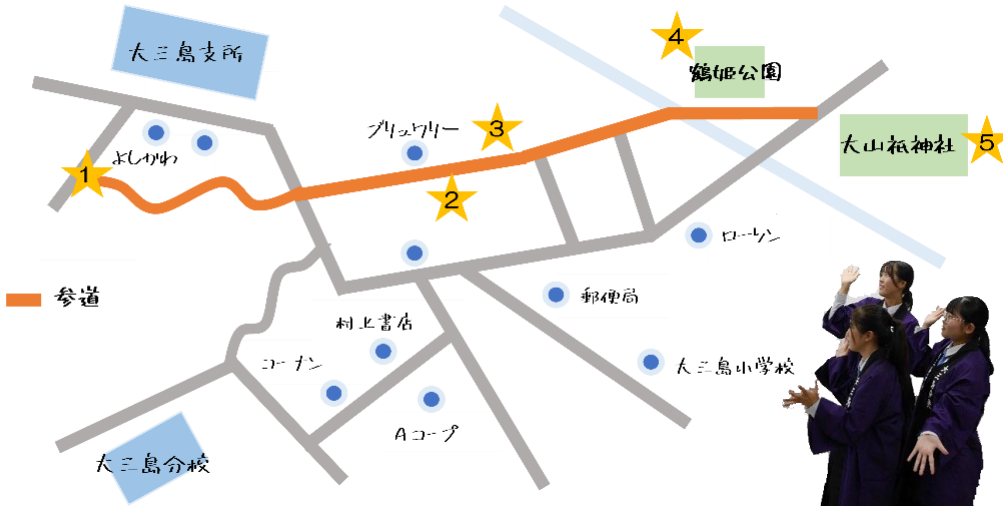 大三島支所
4
鶴姫公園
ブリュワリー
3
よしかわ
1
2
大山祇神社
5
ローソン
参道
郵便局
村上書店
コーナン
大三島小学校
Aコープ
大三島分校